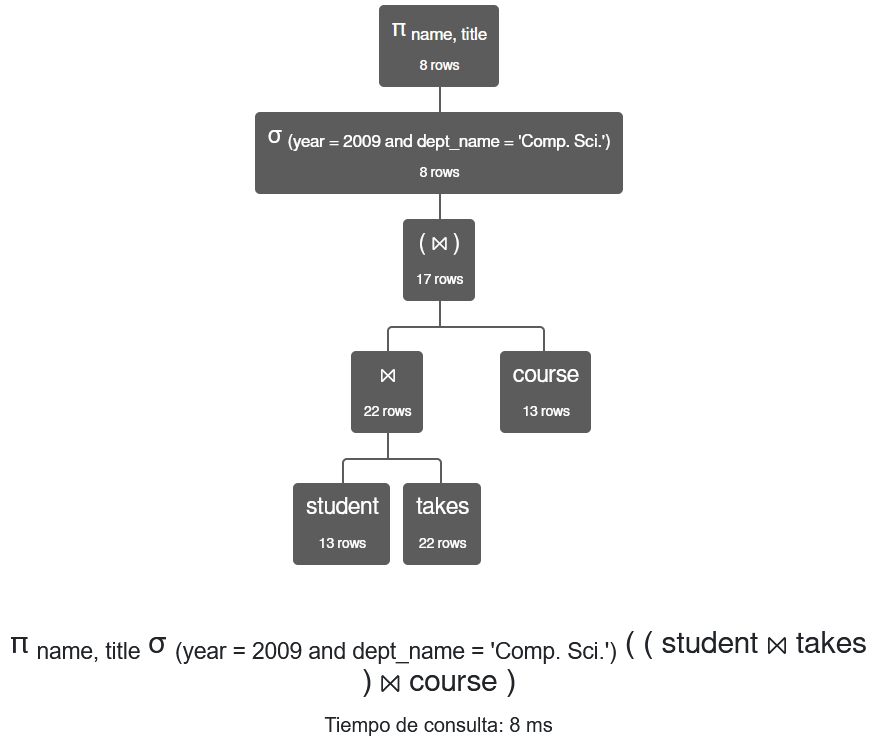 π name, title
8 rows
σ (year = 2009 and dept_name = 'Comp. Sci.')
8 rows
( ⋈ )
17 rows
⋈
22 rows
course
13 rows
student
13 rows
takes
22 rows
π name, title σ (year = 2009 and dept_name = 'Comp. Sci.') ( ( student ⋈ takes
) ⋈ course )
Tiempo de consulta: 8 ms